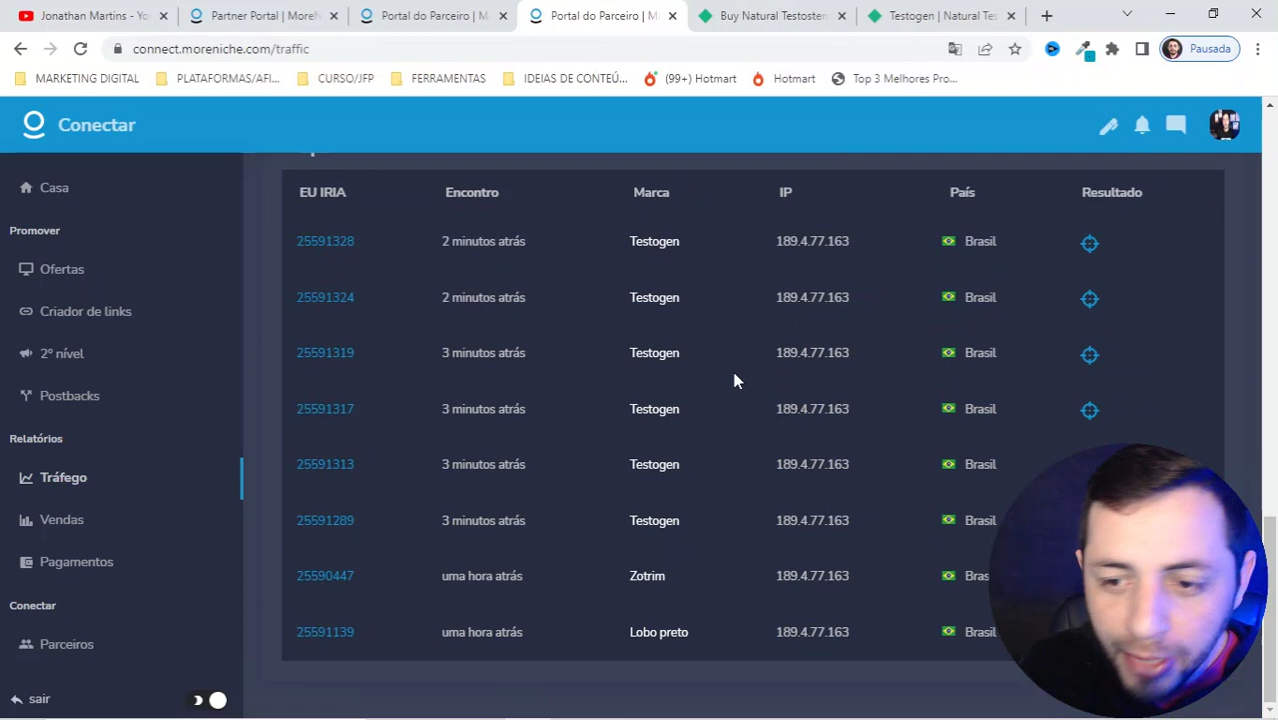 Jonathan Martins - Yo
Partner Portal | MoreN
Portal do Parceiro | M
Portal do Parceiro | M
Buy Natural Testoster
Testogen | Natural Tes
connect.moreniche.com/traffic
Pausada
MARKETING DIGITAL
PLATAFORMAS/AFI...
CURSO/JFP
FERRAMENTAS
IDEIAS DE CONTEÚ...
(99+) Hotmart
Hotmart
Top 3 Melhores Pro...
Conectar
Casa
Promover
Ofertas
Criador de links
2º nível
Postbacks
Relatórios
Tráfego
Vendas
Pagamentos
Conectar
Parceiros
sair
EU IRIA Encontro Marca IP País Resultado
25591328 2 minutos atrás Testogen 189.4.77.163 Brasil
25591324 2 minutos atrás Testogen 189.4.77.163 Brasil
25591319 3 minutos atrás Testogen 189.4.77.163 Brasil
25591317 3 minutos atrás Testogen 189.4.77.163 Brasil
25591313 3 minutos atrás Testogen 189.4.77.163 Brasil
25591289 3 minutos atrás Testogen 189.4.77.163 Brasil
25590447 uma hora atrás Zotrim 189.4.77.163 Bras
25591139 uma hora atrás Lobo preto 189.4.77.163 Brasil